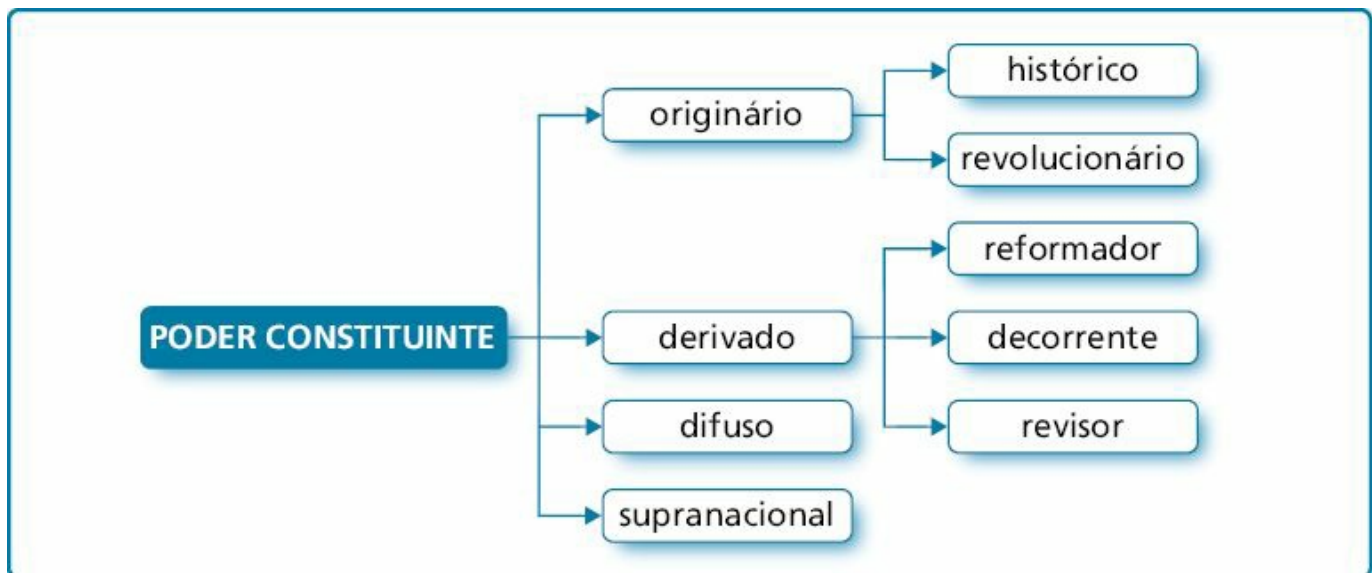 PODER CONSTITUINTE
originário
histórico
revolucionário
derivado
reformador
decorrente
revisor
difuso
supranacional